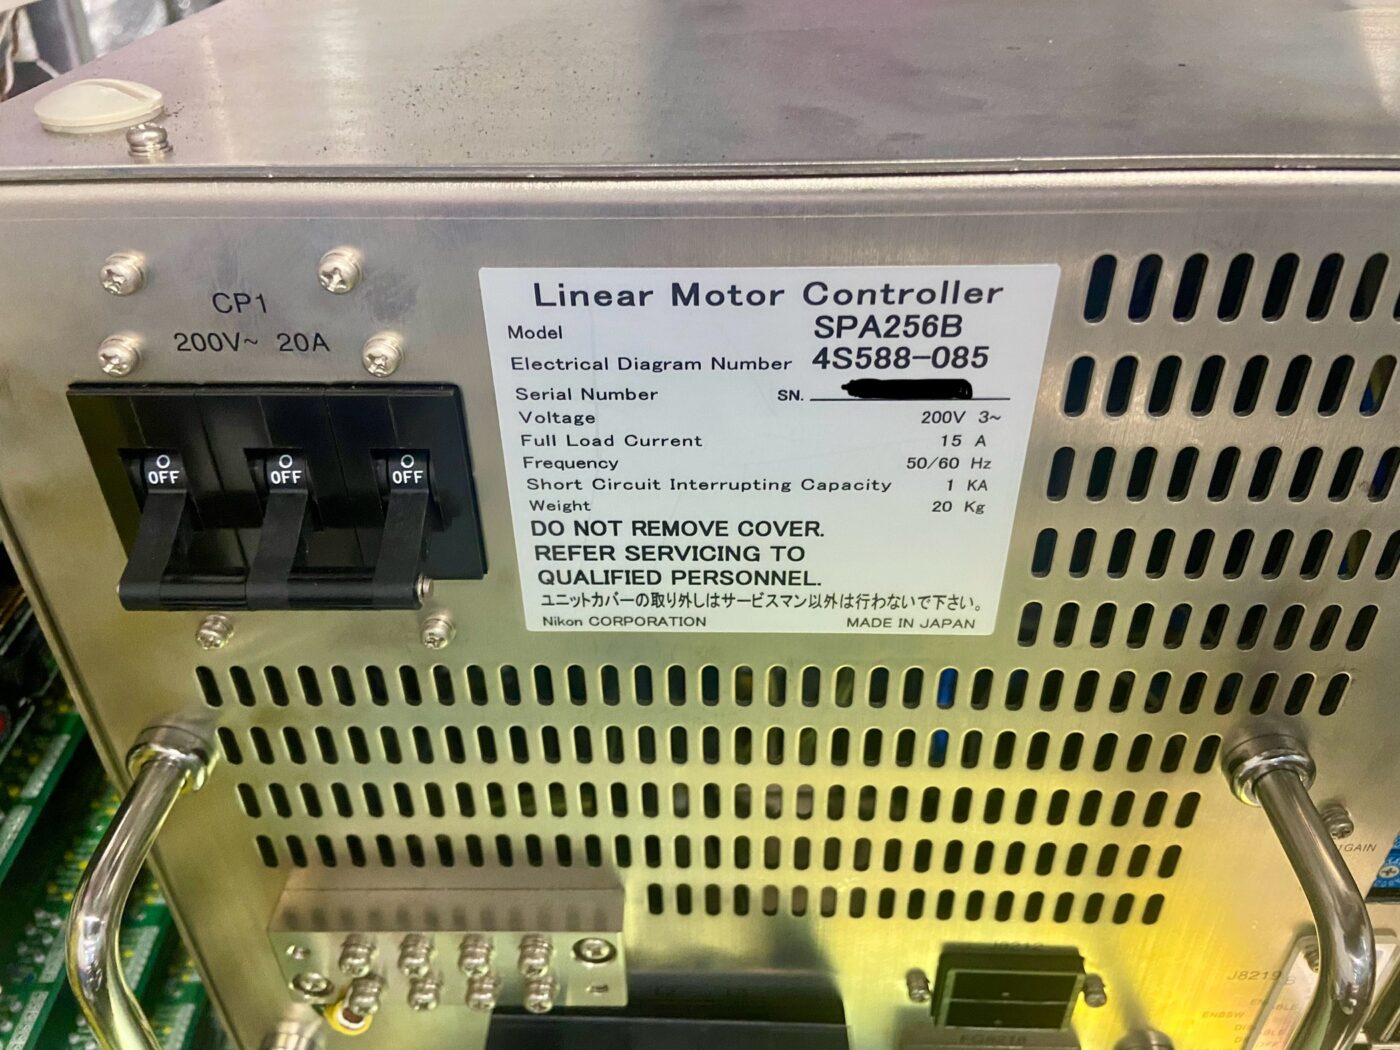 CP1
200V~ 20A
OFF OFF OFF
Linear Motor Controller
Model SPA256B
Electrical Diagram Number 4S588-085
Serial Number SN.
Voltage 200V 3~
Full Load Current 15 A
Frequency 50/60 Hz
Short Circuit Interrupting Capacity 1 KA
Weight 20 Kg
DO NOT REMOVE COVER.
REFER SERVICING TO
QUALIFIED PERSONNEL.
ユニットカバーの取り外しはサービスマン以外は行わないで下さい。
Nikon CORPORATION MADE IN JAPAN
J8219
ENBSW